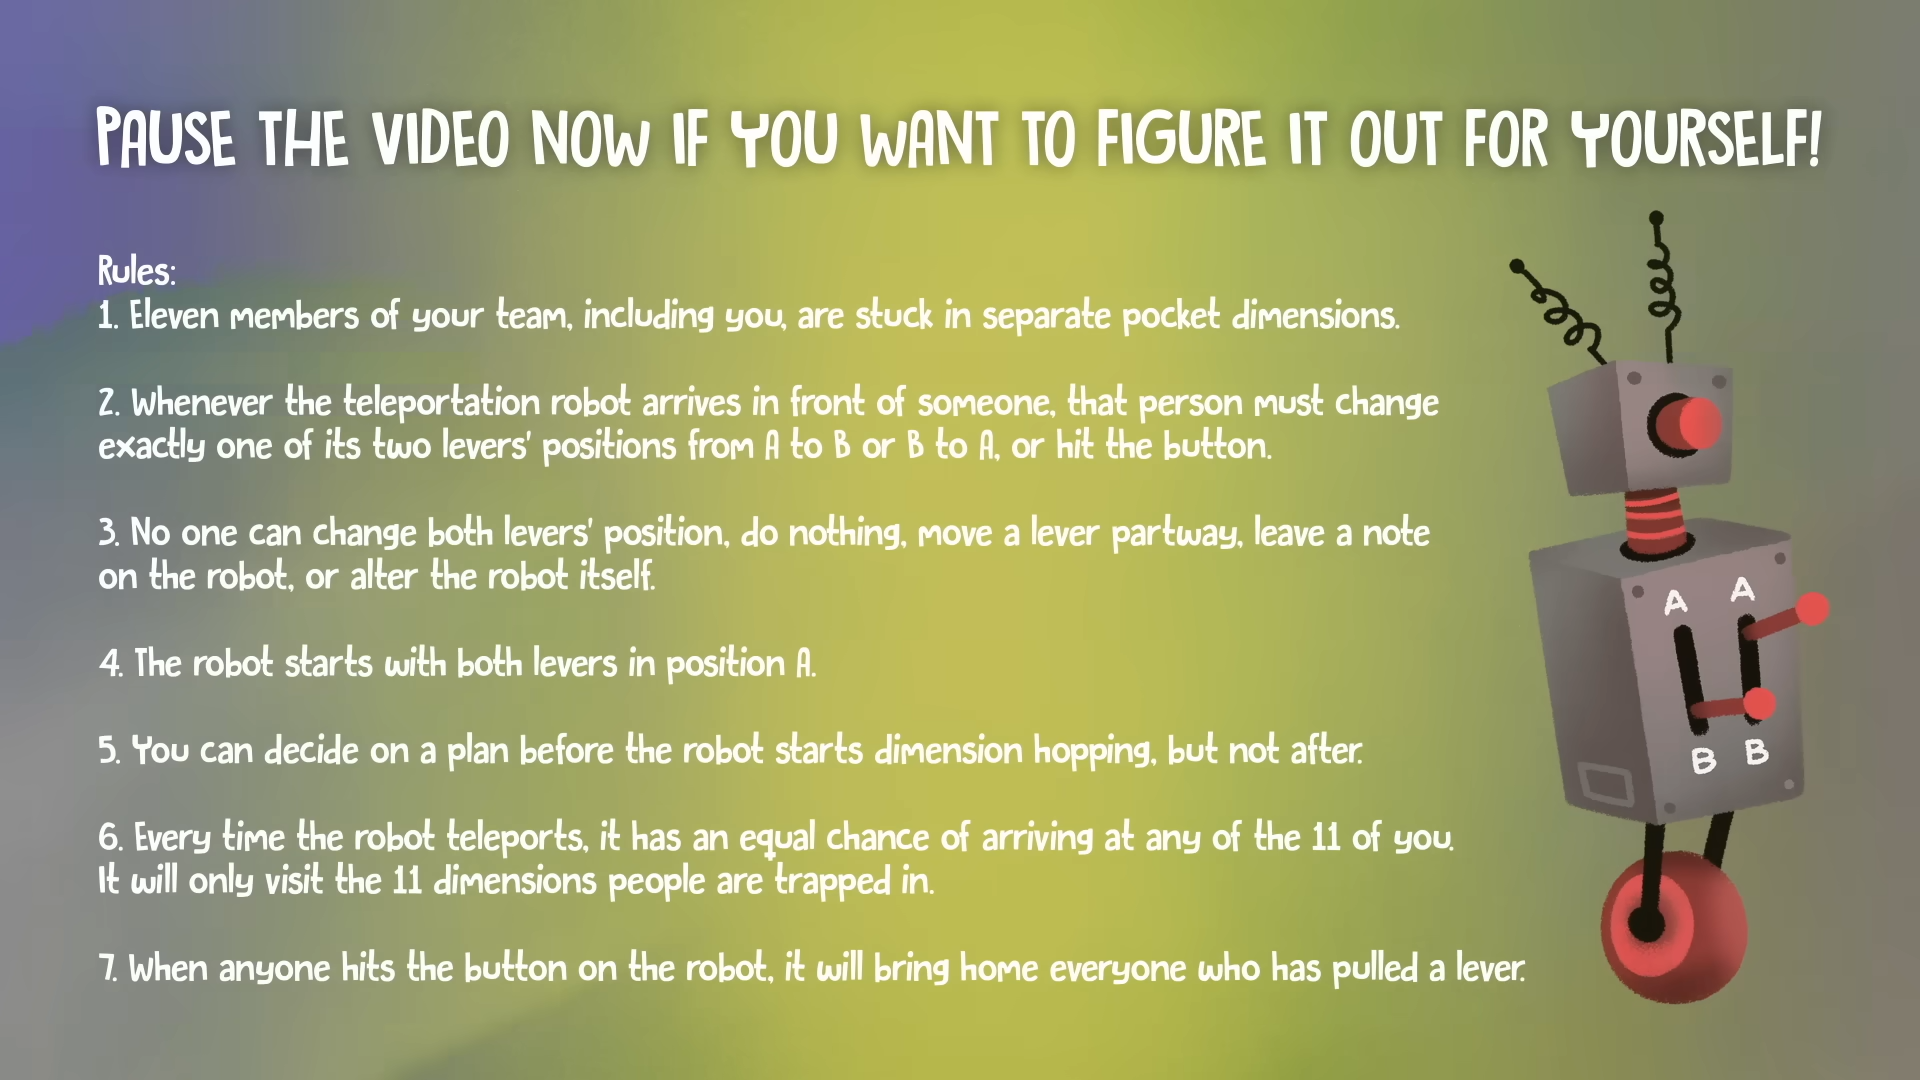 PAUSE THE VIDEO NOW IF YOU WANT TO FIGURE IT OUT FOR YOURSELF!
Rules:
1. Eleven members of your team, including you, are stuck in separate pocket dimensions.
2. Whenever the teleportation robot arrives in front of someone, that person must change
exactly one of its two levers' positions from A to B or B to A, or hit the button.
3. No one can change both levers' position, do nothing, move a lever partway, leave a note
on the robot, or alter the robot itself.
4. The robot starts with both levers in position A.
5. You can decide on a plan before the robot starts dimension hopping, but not after.
6. Every time the robot teleports, it has an equal chance of arriving at any of the 11 of you.
It will only visit the 11 dimensions people are trapped in.
7. When anyone hits the button on the robot, it will bring home everyone who has pulled a lever.
A A
B B